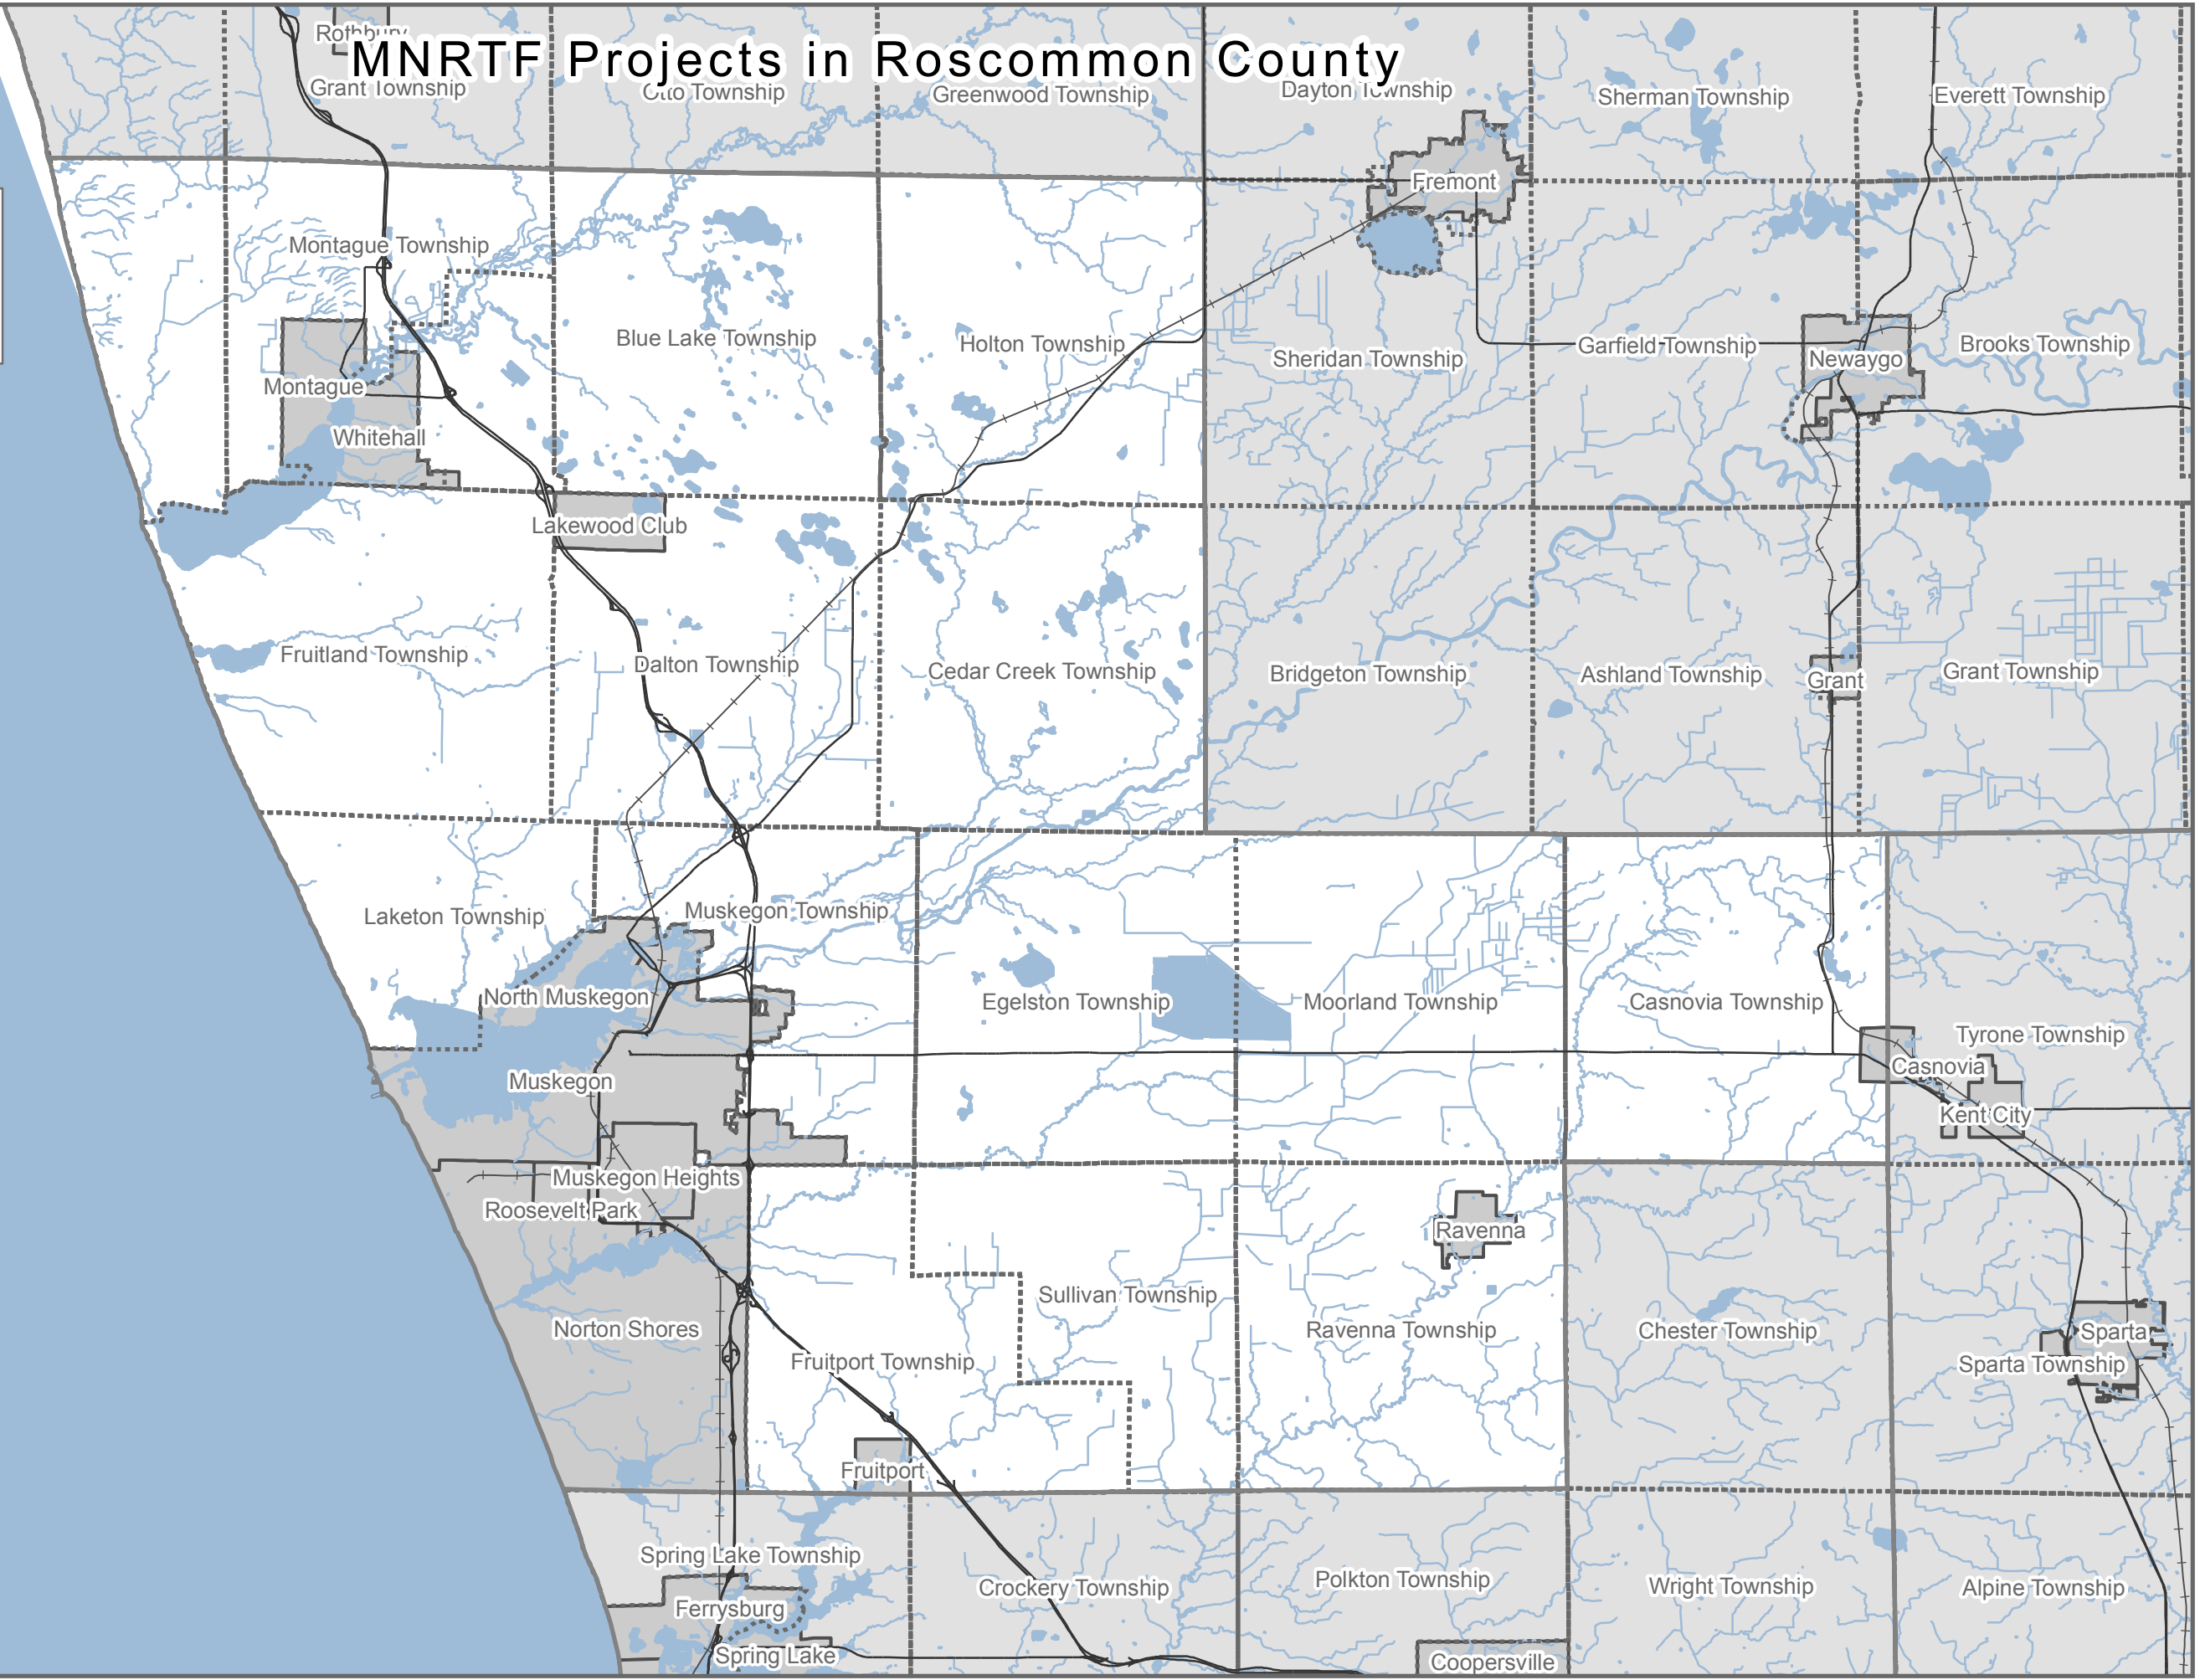 Rothbury
MNRTF Projects in Roscommon County
Grant Township
Otto Township
Greenwood Township
Dayton Township
Sherman Township
Everett Township
Fremont
Montague Township
Blue Lake Township
Holton Township
Sheridan Township
Garfield Township
Newaygo
Brooks Township
Montague
Whitehall
Lakewood Club
Fruitland Township
Dalton Township
Cedar Creek Township
Bridgeton Township
Ashland Township
Grant
Grant Township
Laketon Township
Muskegon Township
North Muskegon
Egelston Township
Moorland Township
Casnovia Township
Tyrone Township
Casnovia
Muskegon
Kent City
Muskegon Heights
Roosevelt Park
Ravenna
Sullivan Township
Norton Shores
Ravenna Township
Chester Township
Sparta
Fruitport Township
Sparta Township
Fruitport
Spring Lake Township
Crockery Township
Polkton Township
Wright Township
Alpine Township
Ferrysburg
Spring Lake
Coopersville